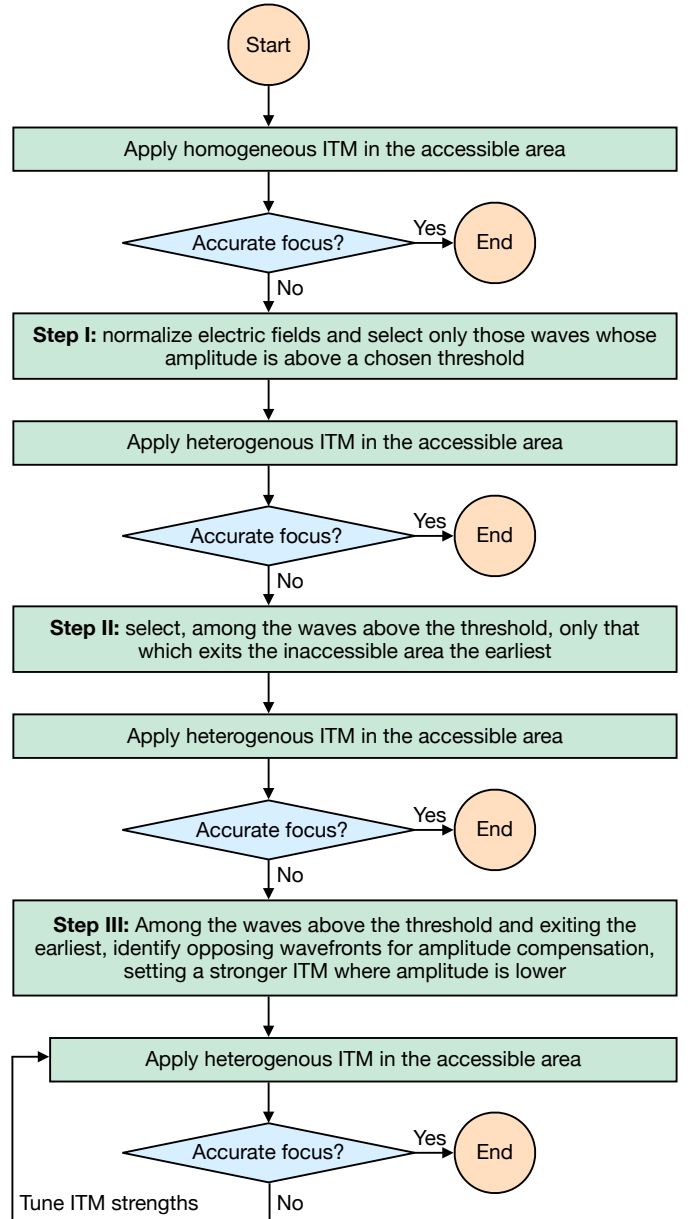 Start
Apply homogeneous ITM in the accessible area
Accurate focus?
Yes
End
No
Step I: normalize electric fields and select only those waves whose
amplitude is above a chosen threshold
Apply heterogenous ITM in the accessible area
Accurate focus?
Yes
End
No
Step II: select, among the waves above the threshold, only that
which exits the inaccessible area the earliest
Apply heterogenous ITM in the accessible area
Accurate focus?
Yes
End
No
Step III: Among the waves above the threshold and exiting the
earliest, identify opposing wavefronts for amplitude compensation,
setting a stronger ITM where amplitude is lower
Apply heterogenous ITM in the accessible area
Accurate focus?
Yes
End
Tune ITM strengths
No